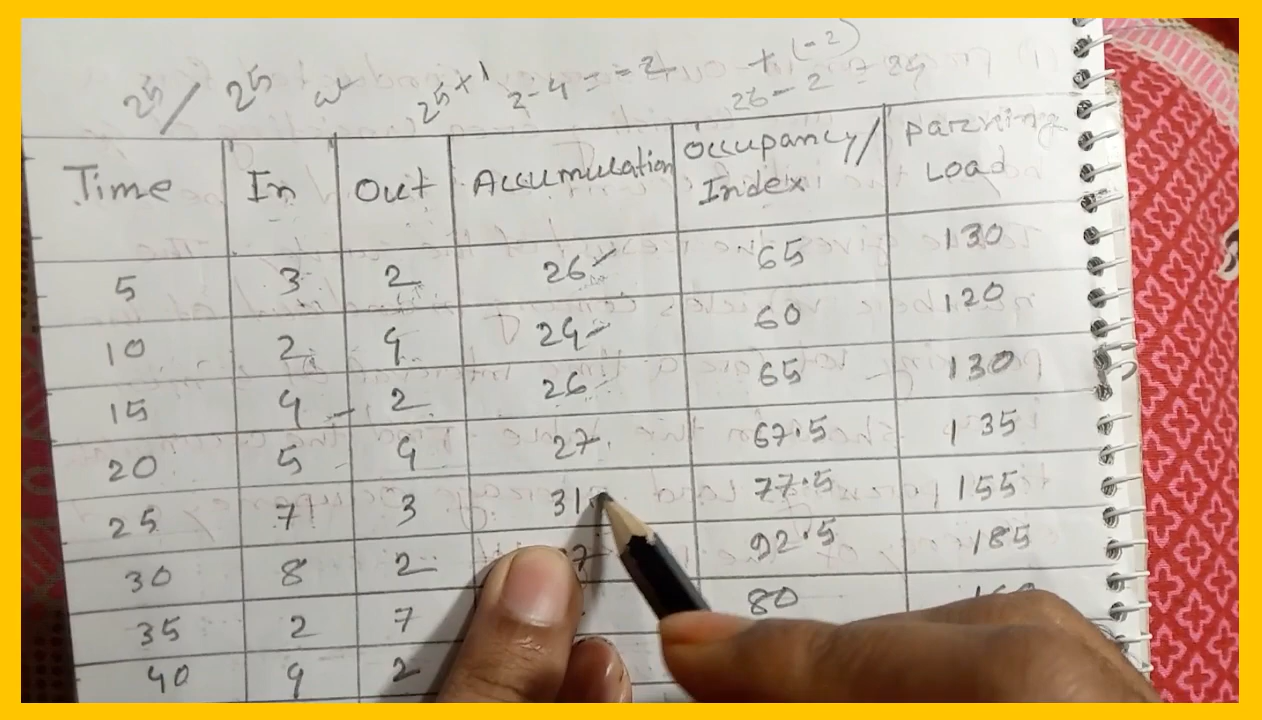 25/ 25 25+1 2-4 = -2 +(-2)
26-2 = 24
Time In Out Accumulation Occupancy/ Index Parking Load
5 3 2 26 65 130
10 2 4 24 60 120
15 4 2 26 65 130
20 5 4 27 67.5 135
25 7 3 31 77.5 155
30 8 2 92.5 185
35 2 7 80
40 4 2